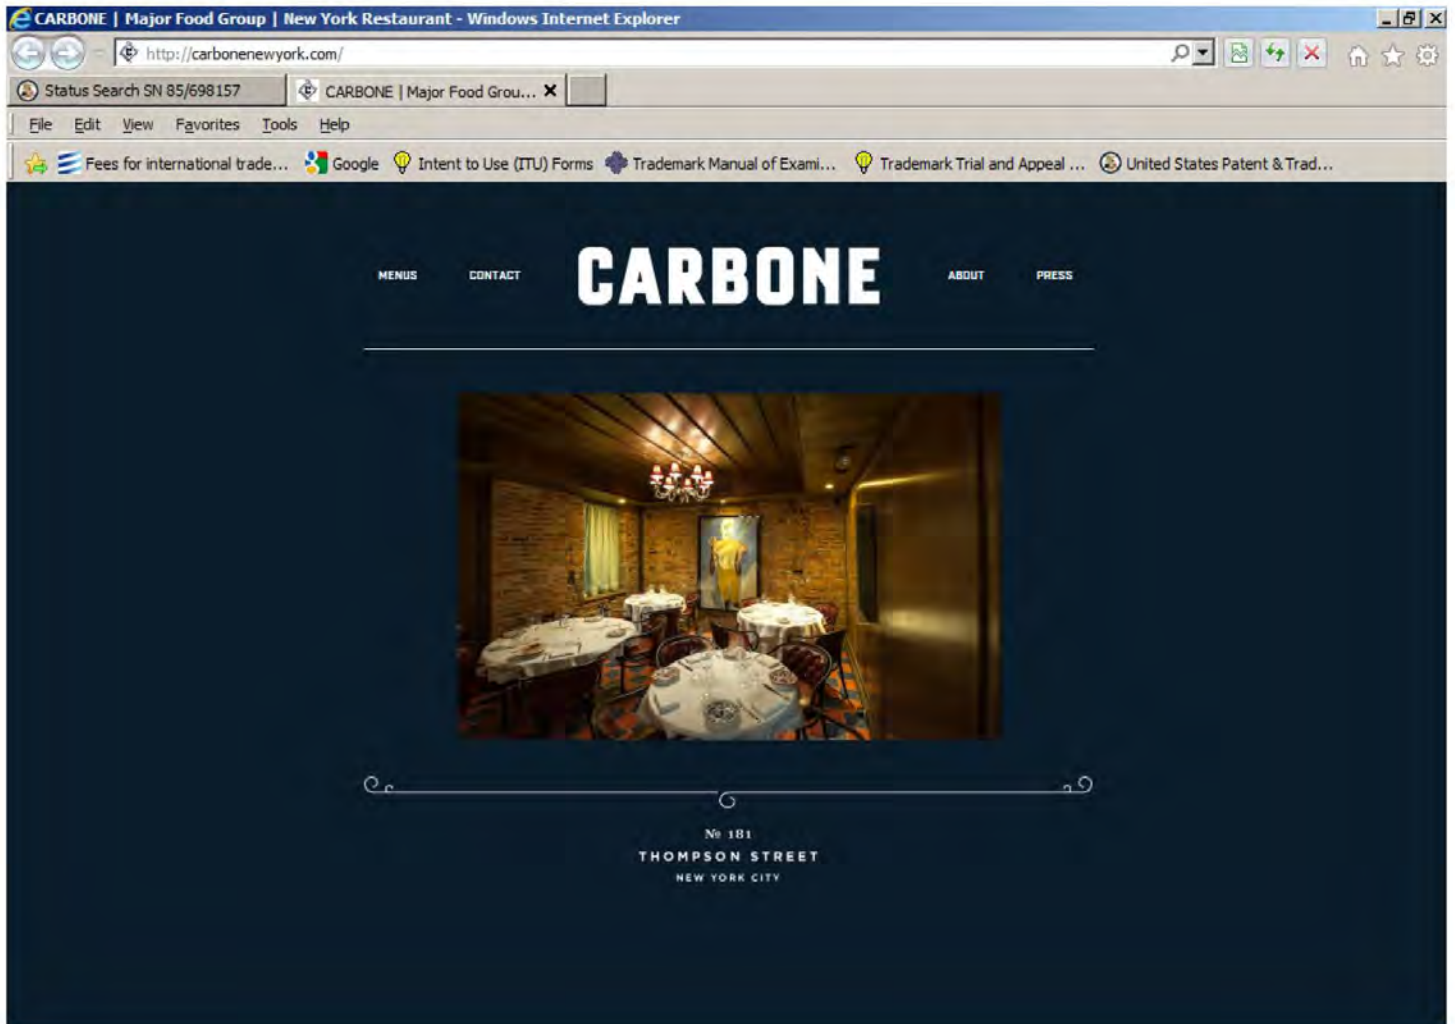 CARBONE | Major Food Group | New York Restaurant - Windows Internet Explorer
http://carbonenewyork.com/
Status Search SN 85/698157
CARBONE | Major Food Grou...
File Edit View Favorites Tools Help
Fees for international trade... Google Intent to Use (ITU) Forms Trademark Manual of Exami... Trademark Trial and Appeal ... United States Patent & Trad...
MENUS CONTACT CARBONE ABOUT PRESS
№ 181
THOMPSON STREET
NEW YORK CITY